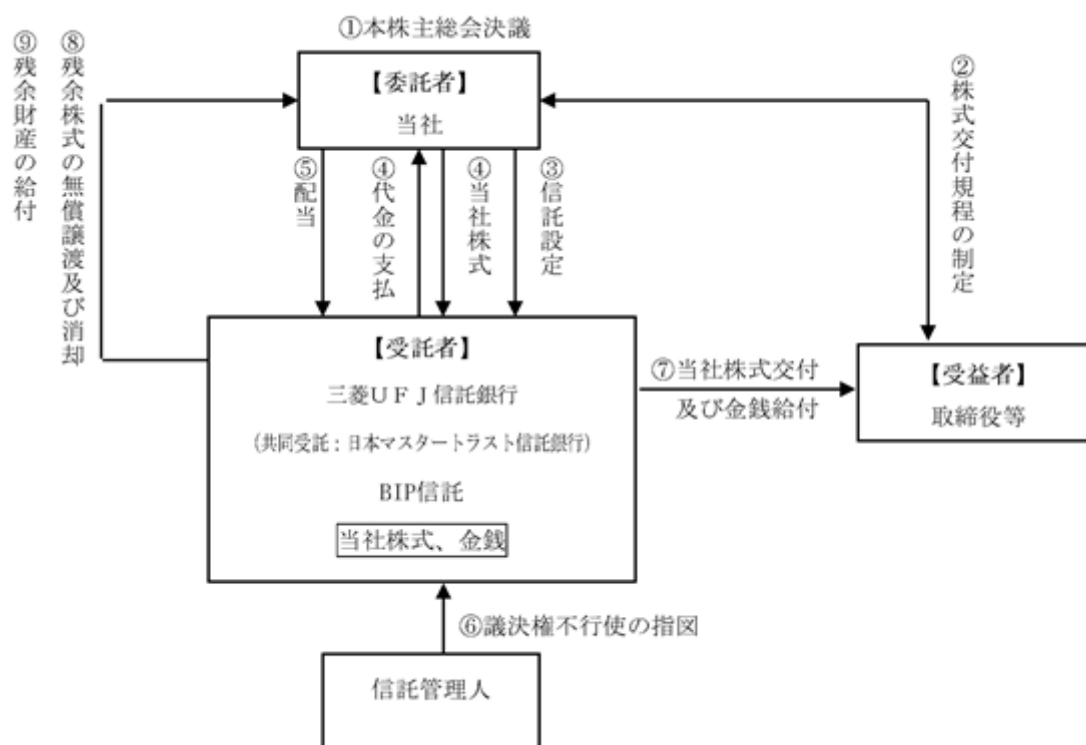 ①本株主総会決議
【委託者】
当社
⑨残余財産の給付
⑧残余株式の無償譲渡及び消却
⑤配当
④代金の支払
④当社株式
③信託設定
②株式交付規程の制定
【受託者】
三菱UFJ信託銀行
(共同受託：日本マスタートラスト信託銀行)
BIP信託
当社株式、金銭
⑦当社株式交付
及び金銭給付
【受益者】
取締役等
⑥議決権不行使の指図
信託管理人